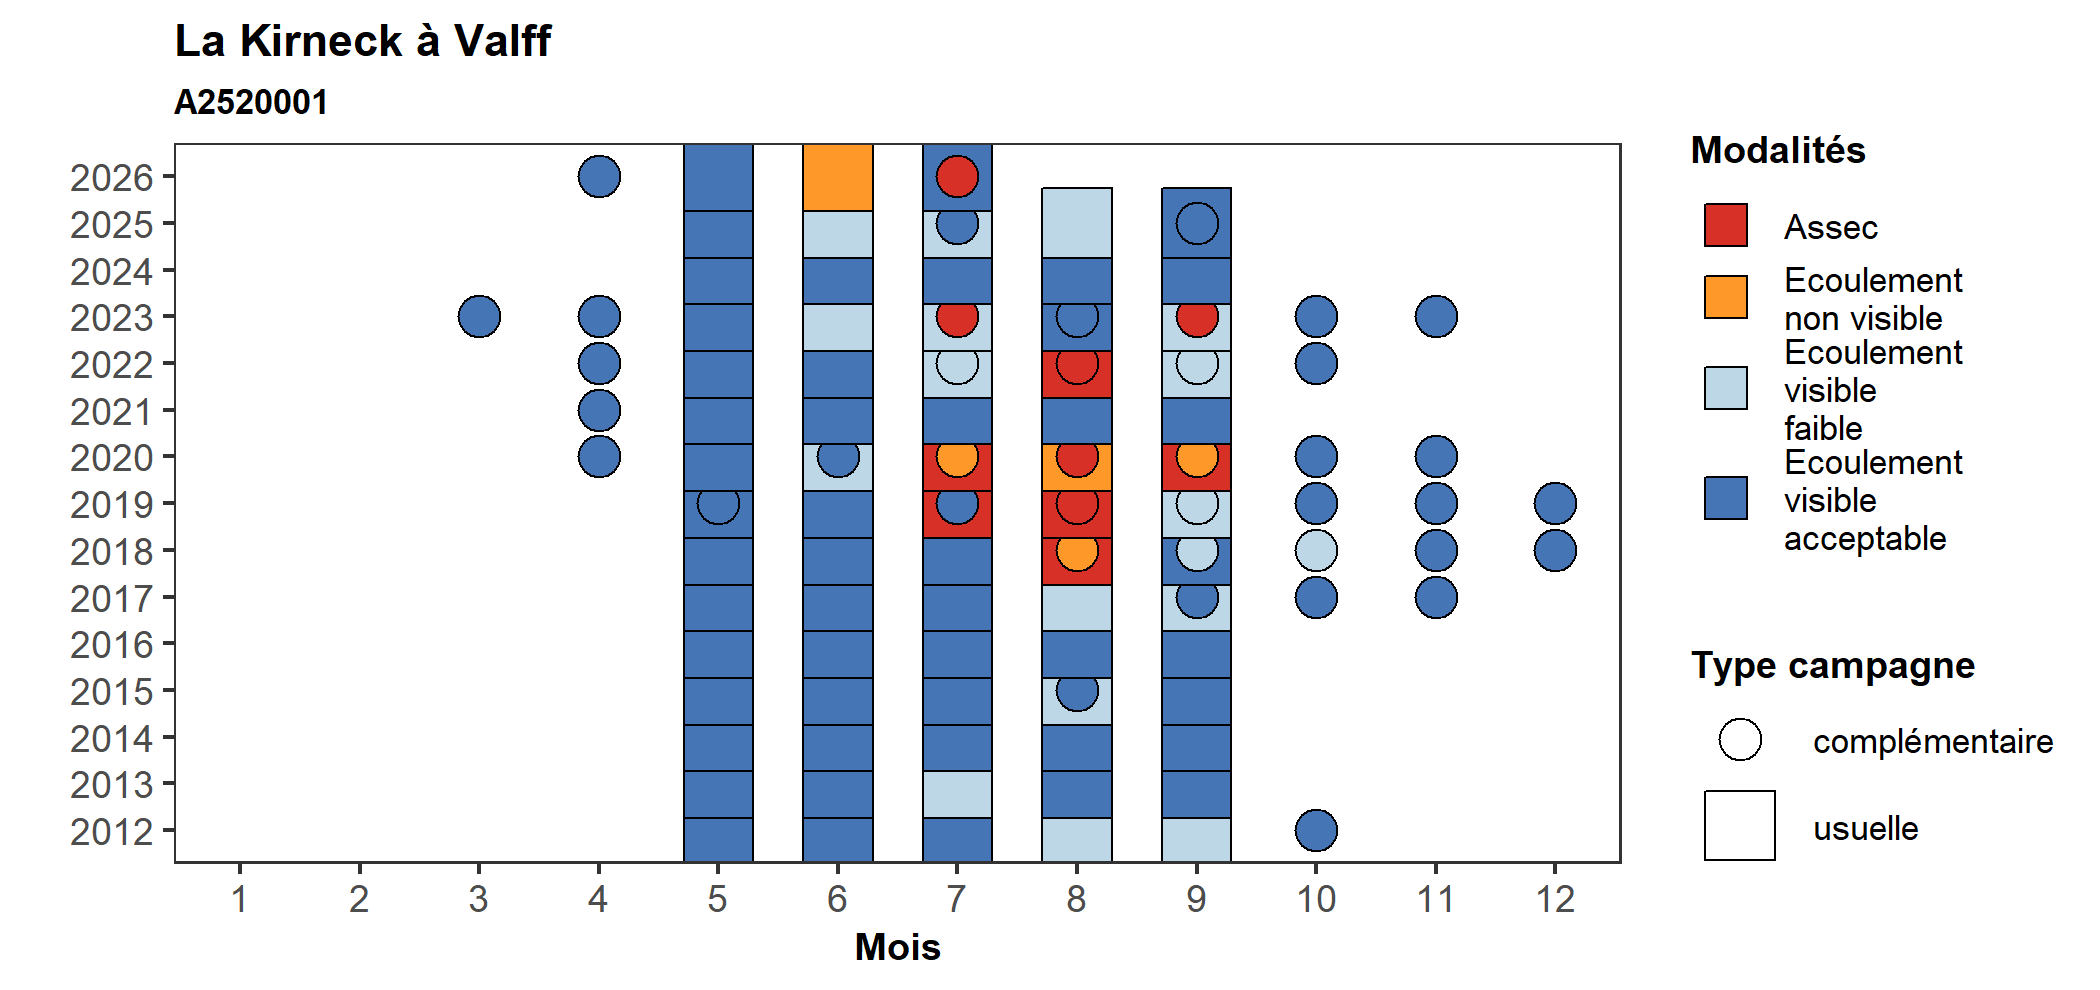 La Kirneck à Valff
A2520001
2026
2025
2024
2023
2022
2021
2020
2019
2018
2017
2016
2015
2014
2013
2012
1 2 3 4 5 6 7 8 9 10 11 12
Mois
Modalités
Assec
Ecoulement
non visible
Ecoulement
visible
faible
Ecoulement
visible
acceptable
Type campagne
complémentaire
usuelle